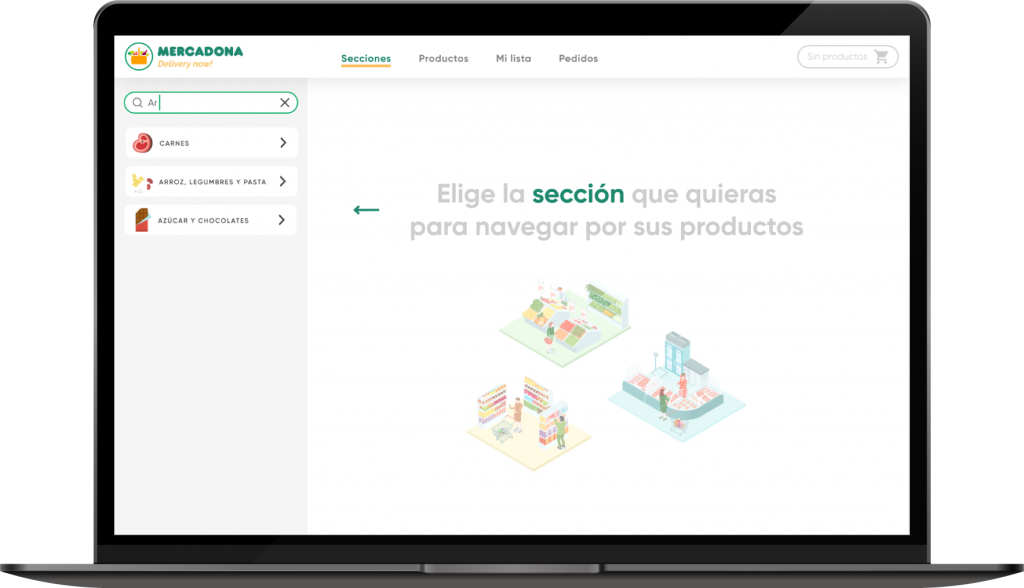 MERCADONA
Delivery now!
Secciones
Productos
Mi lista
Pedidos
Sin productos
Ar
CARNES
ARROZ, LEGUMBRES Y PASTA
AZÚCAR Y CHOCOLATES
Elige la sección que quieras
para navegar por sus productos